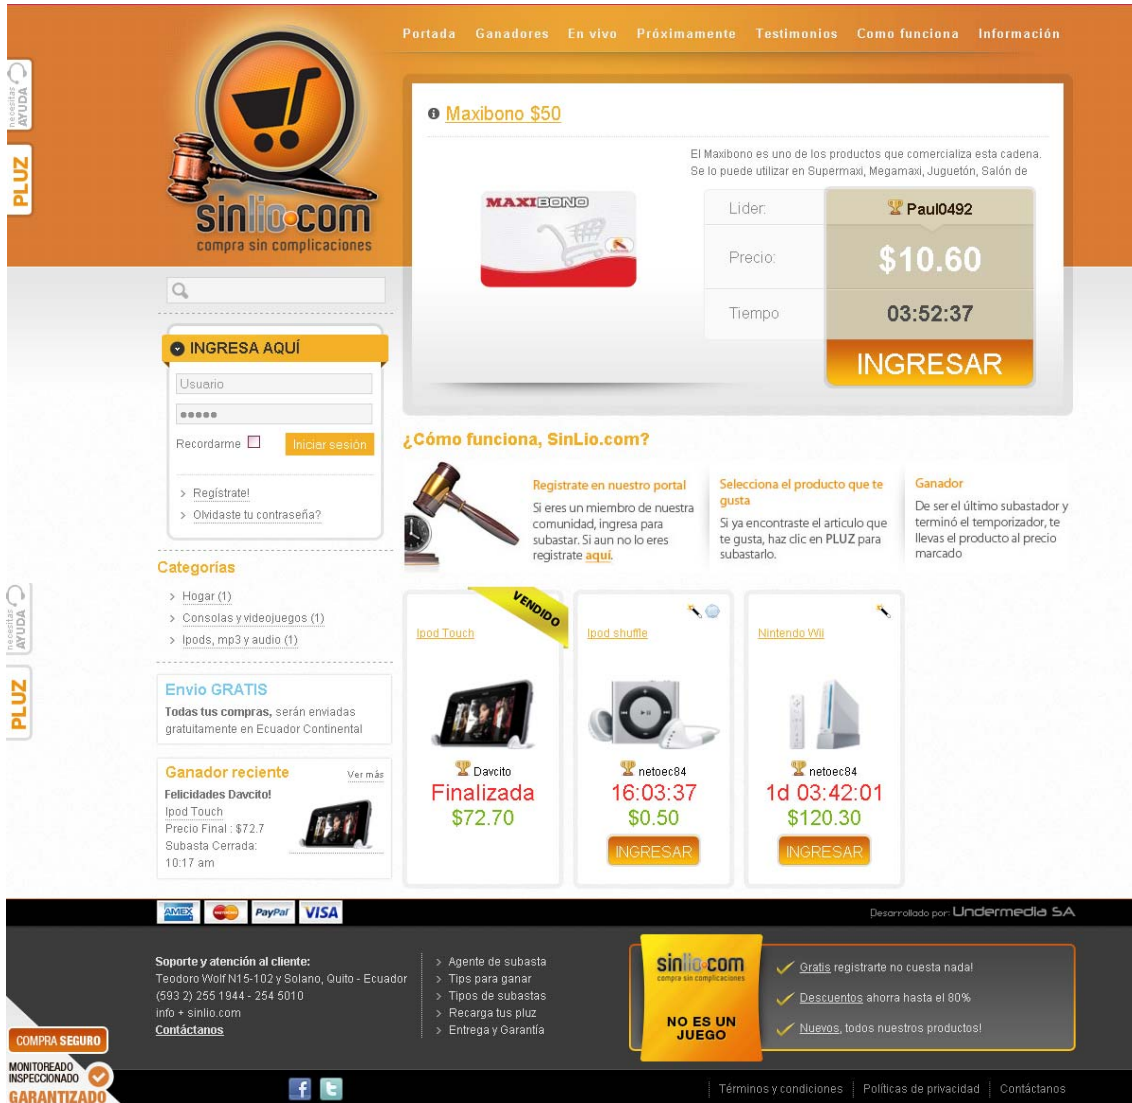 Portada Ganadores En vivo Próximamente Testimonios Como funciona Información
necesitas
AYUDA
PLUZ
sinlio.com
compra sin complicaciones
Maxibono $50
El Maxibono es uno de los productos que comercializa esta cadena.
Se lo puede utilizar en Supermaxi, Megamaxi, Juguetón, Salón de
MAXIBONO
Lider: Paul0492
Precio: $10.60
Tiempo 03:52:37
INGRESAR
INGRESA AQUÍ
Usuario
Recordarme Iniciar sesión
Regístrate!
Olvidaste tu contraseña?
¿Cómo funciona, SinLio.com?
Registrate en nuestro portal
Si eres un miembro de nuestra
comunidad, ingresa para
subastar. Si aun no lo eres
registrate aquí.
Selecciona el producto que te
gusta
Si ya encontraste el articulo que
te gusta, haz clic en PLUZ para
subastarlo.
Ganador
De ser el último subastador y
terminó el temporizador, te
llevas el producto al precio
marcado
Categorías
Hogar (1)
Consolas y videojuegos (1)
Ipods, mp3 y audio (1)
necesitas
AYUDA
PLUZ
Envio GRATIS
Todas tus compras, serán enviadas
gratuitamente en Ecuador Continental
Ganador reciente Ver más
Felicidades Davcito!
Ipod Touch
Precio Final : $72.7
Subasta Cerrada:
10:17 am
VENDIDO
Ipod Touch
Davcito
Finalizada
$72.70
Ipod shuffle
netoec84
16:03:37
$0.50
INGRESAR
Nintendo Wii
netoec84
1d 03:42:01
$120.30
INGRESAR
AMEX MasterCard PayPal VISA
Desarrollado por: Undermedia SA
Soporte y atención al cliente:
Teodoro Wolf N15-102 y Solano, Quito - Ecuador
(593 2) 255 1944 - 254 5010
info + sinlio.com
Contáctanos
Agente de subasta
Tips para ganar
Tipos de subastas
Recarga tus pluz
Entrega y Garantía
sinlio.com
compra sin complicaciones
NO ES UN
JUEGO
Gratis registrarte no cuesta nada!
Descuentos ahorra hasta el 80%
Nuevos, todos nuestros productos!
COMPRA SEGURO
MONITOREADO
INSPECCIONADO
GARANTIZADO
f t
Términos y condiciones Políticas de privacidad Contáctanos